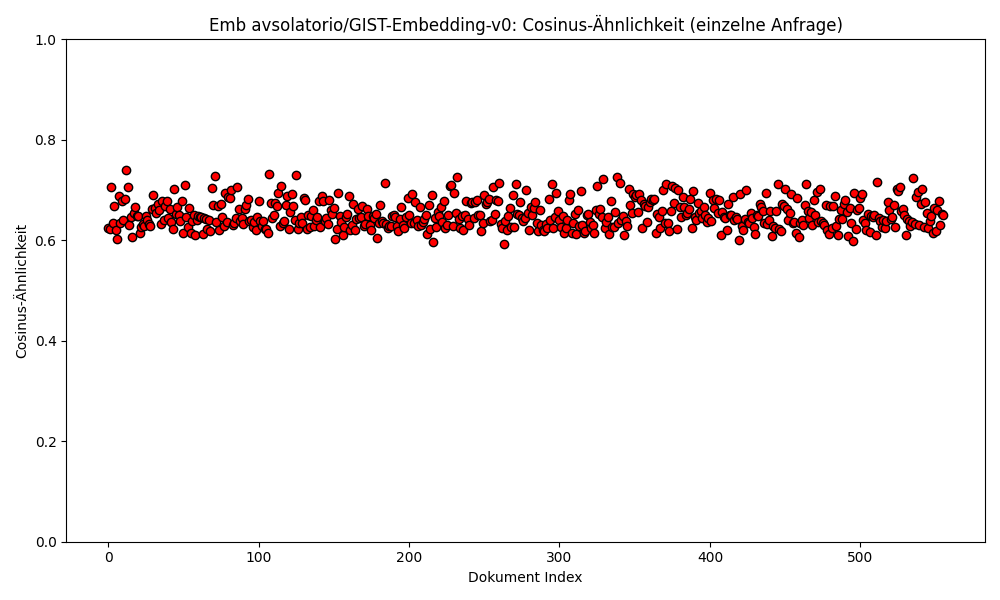 Emb avsolatorio/GIST-Embedding-v0: Cosinus-Ähnlichkeit (einzelne Anfrage)
1.0
0.8
0.6
0.4
0.2
0.0
Cosinus-Ähnlichkeit
0 100 200 300 400 500
Dokument Index